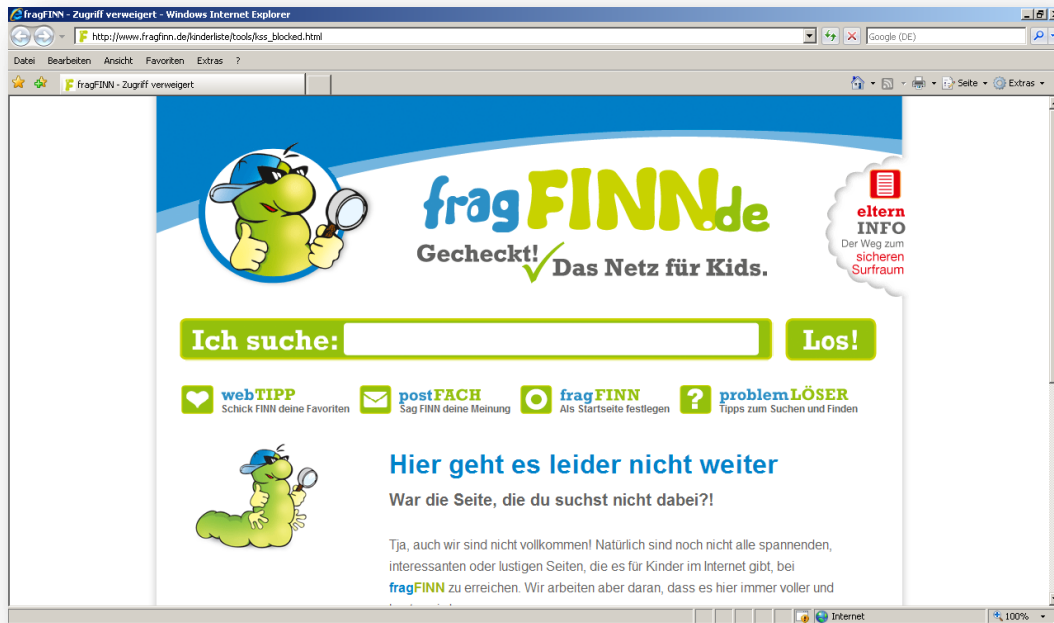 fragFINN - Zugriff verweigert - Windows Internet Explorer
http://www.fragfinn.de/kinderliste/tools/kss_blocked.html
Google (DE)
Datei Bearbeiten Ansicht Favoriten Extras ?
fragFINN - Zugriff verweigert
Seite Extras
fragFINN.de
Gecheckt! Das Netz für Kids.
eltern
INFO
Der Weg zum
sicheren
Surfraum
Ich suche: Los!
webTIPP
Schick FINN deine Favoriten
postFACH
Sag FINN deine Meinung
fragFINN
Als Startseite festlegen
problemLÖSER
Tipps zum Suchen und Finden
Hier geht es leider nicht weiter
War die Seite, die du suchst nicht dabei?!
Tja, auch wir sind nicht vollkommen! Natürlich sind noch nicht alle spannenden,
interessanten oder lustigen Seiten, die es für Kinder im Internet gibt, bei
fragFINN zu erreichen. Wir arbeiten aber daran, dass es hier immer voller und
Internet
100%